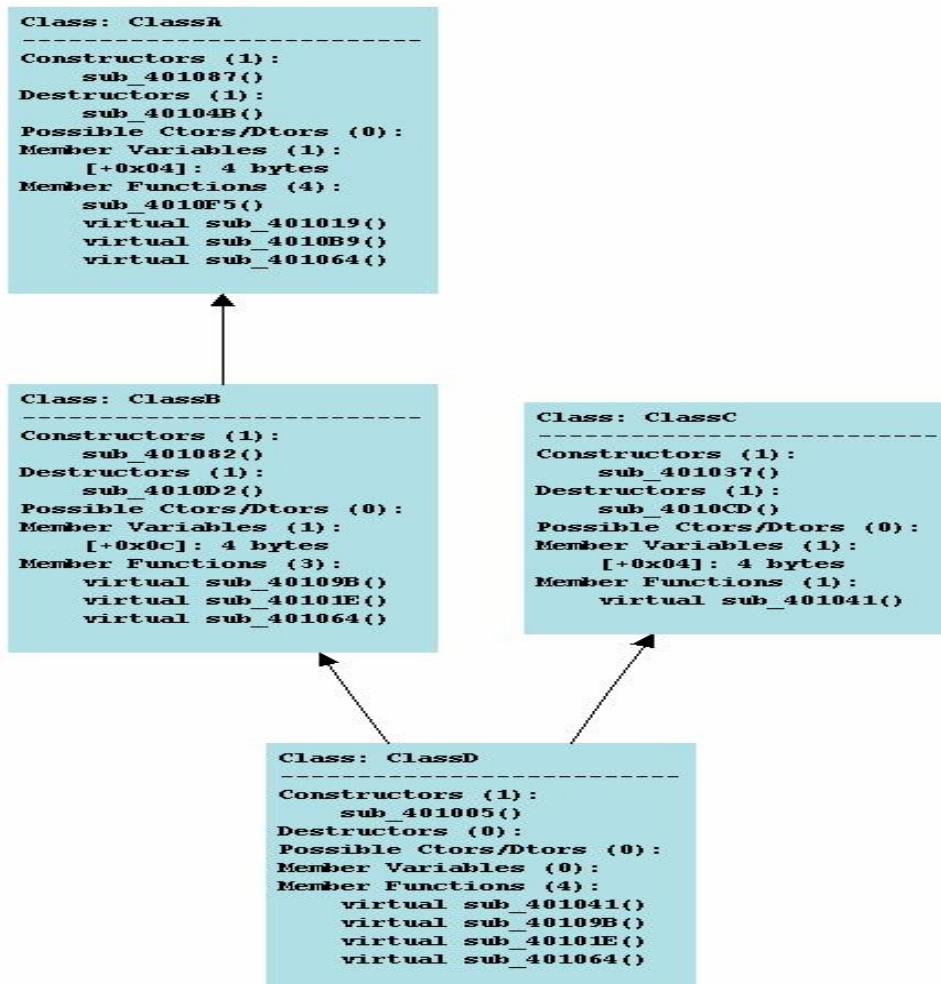 Class: ClassA
----------------------------
Constructors (1):
sub_401087()
Destructors (1):
sub_40104B()
Possible Ctors/Dtors (0):
Member Variables (1):
[+0x04]: 4 bytes
Member Functions (4):
sub_4010F5()
virtual sub_401019()
virtual sub_4010B9()
virtual sub_401064()
Class: ClassB
----------------------------
Constructors (1):
sub_401082()
Destructors (1):
sub_4010D2()
Possible Ctors/Dtors (0):
Member Variables (1):
[+0x0c]: 4 bytes
Member Functions (3):
virtual sub_40109B()
virtual sub_40101E()
virtual sub_401064()
Class: ClassC
----------------------------
Constructors (1):
sub_401037()
Destructors (1):
sub_4010CD()
Possible Ctors/Dtors (0):
Member Variables (1):
[+0x04]: 4 bytes
Member Functions (1):
virtual sub_401041()
Class: ClassD
----------------------------
Constructors (1):
sub_401005()
Destructors (0):
Possible Ctors/Dtors (0):
Member Variables (0):
Member Functions (4):
virtual sub_401041()
virtual sub_40109B()
virtual sub_40101E()
virtual sub_401064()